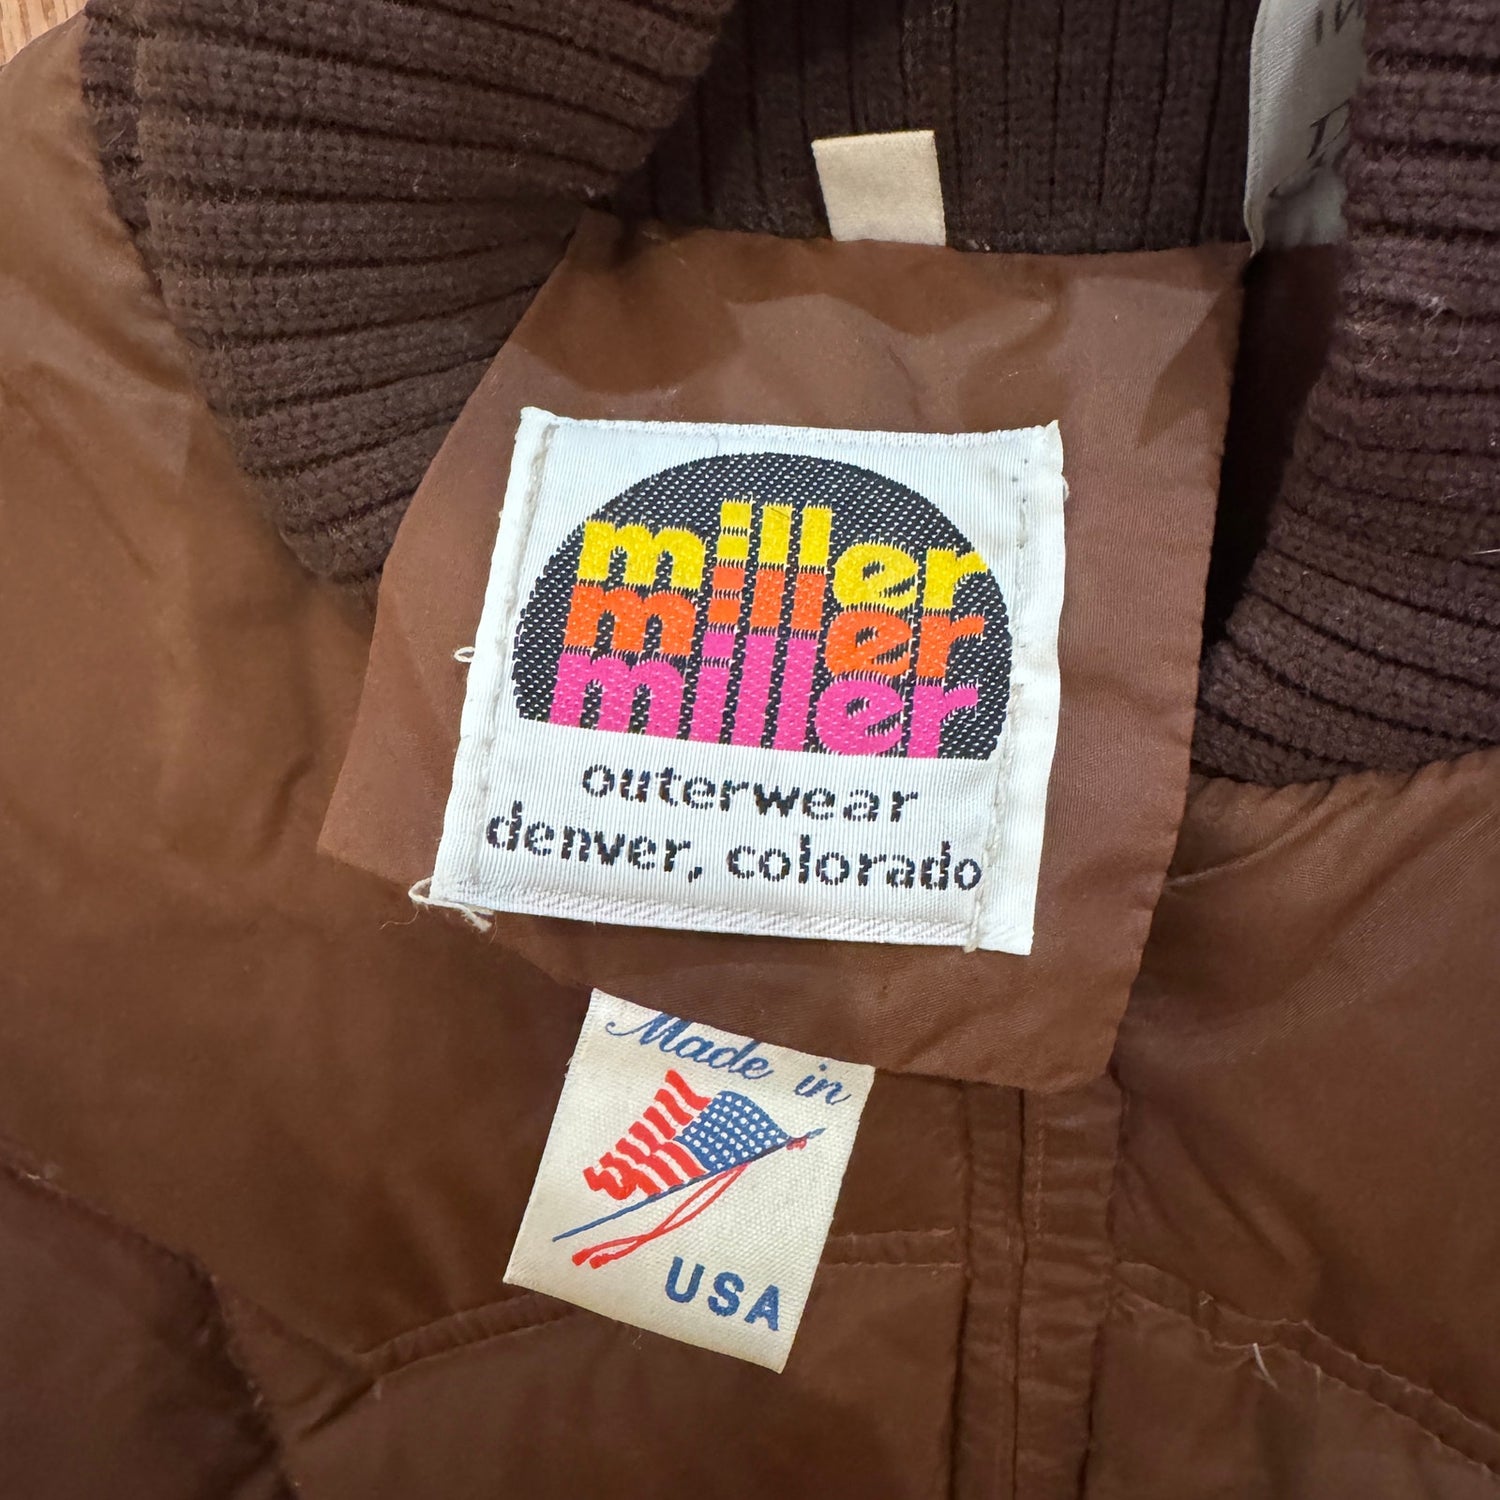 miller
miller
miller
outerwear
denver, colorado
Made in
USA